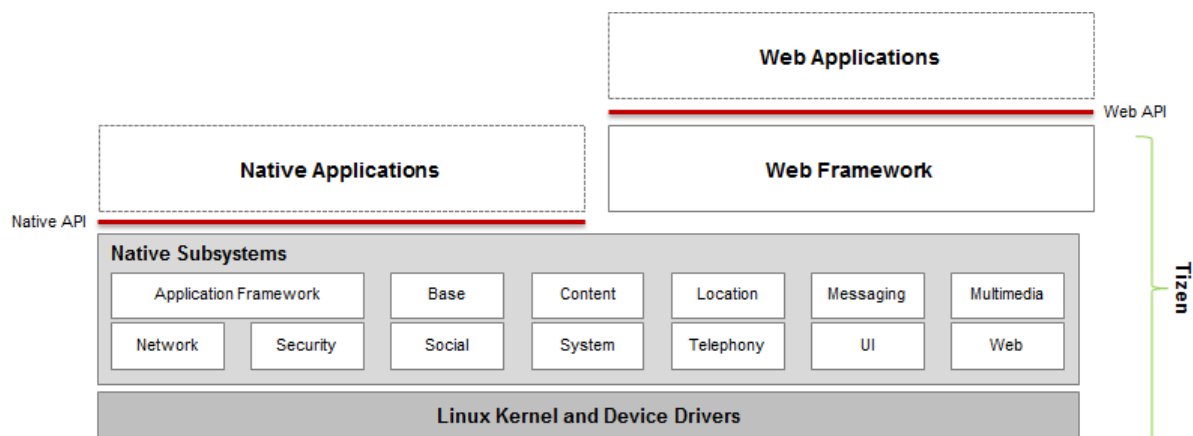 Web Applications
Web API
Native Applications
Web Framework
Native API
Native Subsystems
Application Framework
Base
Content
Location
Messaging
Multimedia
Network
Security
Social
System
Telephony
UI
Web
Tizen
Linux Kernel and Device Drivers